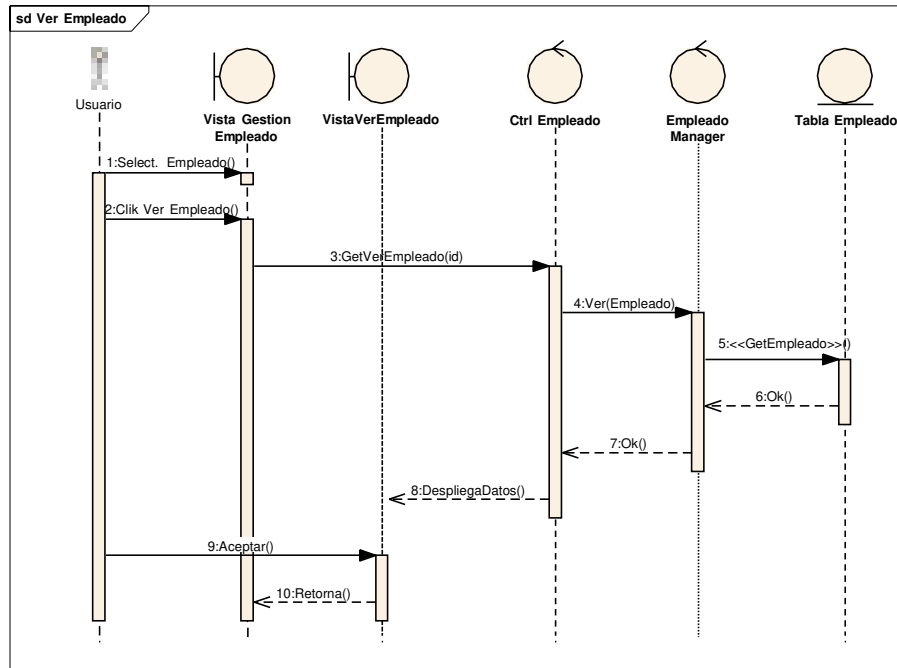 sd Ver Empleado
Usuario
Vista Gestion
Empleado
VistaVerEmpleado
Ctrl Empleado
Empleado
Manager
Tabla Empleado
1:Select. Empleado()
2:Clik Ver Empleado()
3:GetVerEmpleado(id)
4:Ver(Empleado)
5:<<GetEmpleado>>()
6:Ok()
7:Ok()
8:DespliegaDatos()
9:Aceptar()
10:Retorna()